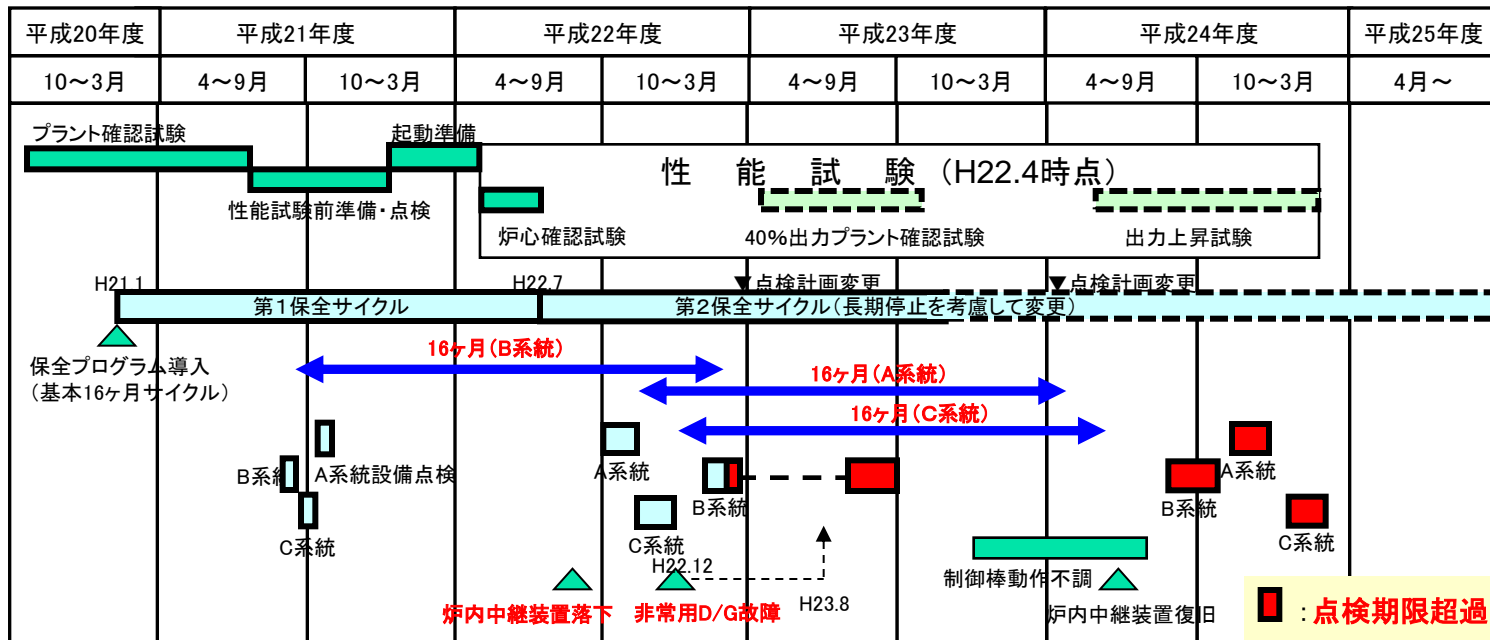 平成20年度 平成21年度 平成22年度 平成23年度 平成24年度 平成25年度
10～3月 4～9月 10～3月 4～9月 10～3月 4～9月 10～3月 4～9月 10～3月 4月～
プラント確認試験
起動準備
性能試験(H22.4時点)
性能試験前準備・点検
炉心確認試験
40%出力プラント確認試験
出力上昇試験
H21.1
H22.7
▼点検計画変更
▼点検計画変更
第１保全サイクル
第２保全サイクル(長期停止を考慮して変更)
保全プログラム導入
(基本16ヶ月サイクル)
16ヶ月(B系統)
16ヶ月(A系統)
16ヶ月(C系統)
B系統
A系統設備点検
C系統
A系統
B系統
C系統
A系統
B系統
C系統
H22.12
H23.8
炉内中継装置落下
非常用D/G故障
制御棒動作不調
炉内中継装置復旧
：点検期限超過